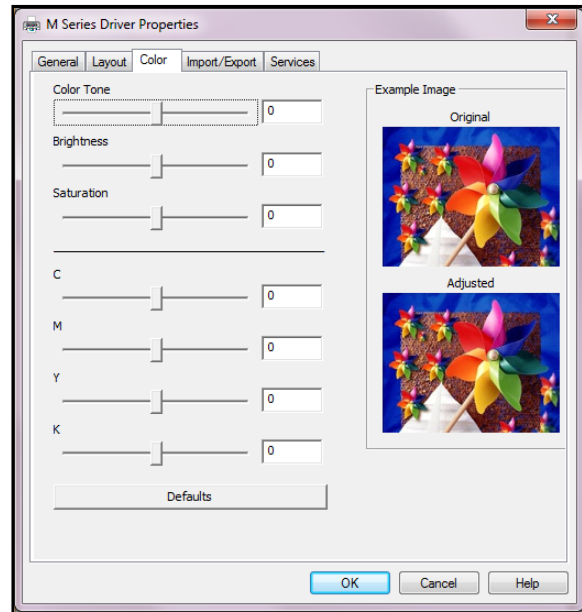 M Series Driver Properties
General Layout Color Import/Export Services
Color Tone
0
Brightness
0
Saturation
0
C
0
M
0
Y
0
K
0
Defaults
Example Image
Original
Adjusted
OK Cancel Help